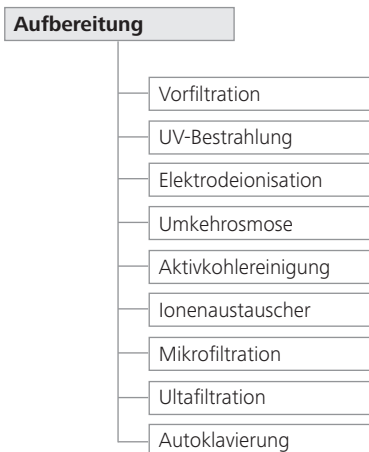 Aufbereitung
Vorfiltration
UV-Bestrahlung
Elektrodeionisation
Umkehrosmose
Aktivkohlereinigung
Ionenaustauscher
Mikrofiltration
Ultafiltration
Autoklavierung